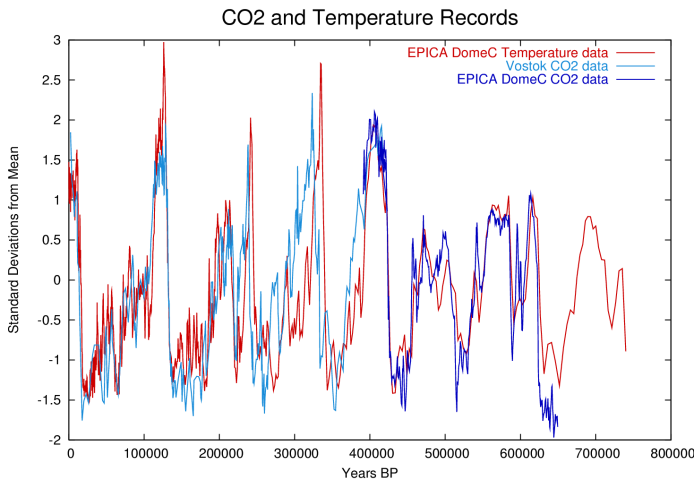 CO2 and Temperature Records
EPICA DomeC Temperature data
Vostok CO2 data
EPICA DomeC CO2 data
Standard Deviations from Mean
3
2.5
2
1.5
1
0.5
0
-0.5
-1
-1.5
-2
0 100000 200000 300000 400000 500000 600000 700000 800000
Years BP